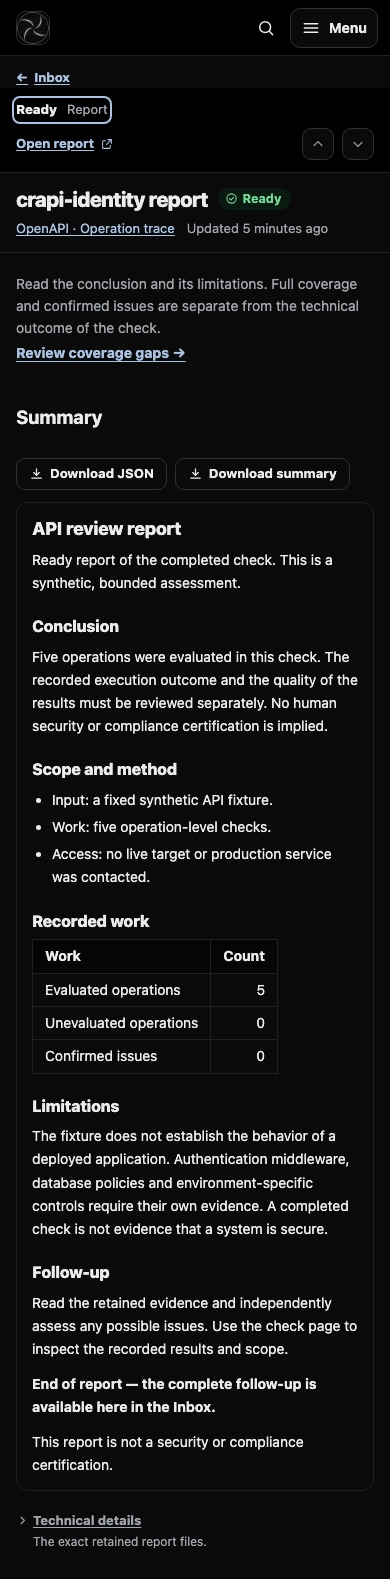 Menu
← Inbox
Ready Report
Open report
crapi-identity report Ready
OpenAPI · Operation trace Updated 5 minutes ago
Read the conclusion and its limitations. Full coverage
and confirmed issues are separate from the technical
outcome of the check.
Review coverage gaps →
Summary
Download JSON Download summary
API review report
Ready report of the completed check. This is a
synthetic, bounded assessment.
Conclusion
Five operations were evaluated in this check. The
recorded execution outcome and the quality of the
results must be reviewed separately. No human
security or compliance certification is implied.
Scope and method
• Input: a fixed synthetic API fixture.
• Work: five operation-level checks.
• Access: no live target or production service
was contacted.
Recorded work
Work Count
Evaluated operations 5
Unevaluated operations 0
Confirmed issues 0
Limitations
The fixture does not establish the behavior of a
deployed application. Authentication middleware,
database policies and environment-specific
controls require their own evidence. A completed
check is not evidence that a system is secure.
Follow-up
Read the retained evidence and independently
assess any possible issues. Use the check page to
inspect the recorded results and scope.
End of report — the complete follow-up is
available here in the Inbox.
This report is not a security or compliance
certification.
Technical details
The exact retained report files.